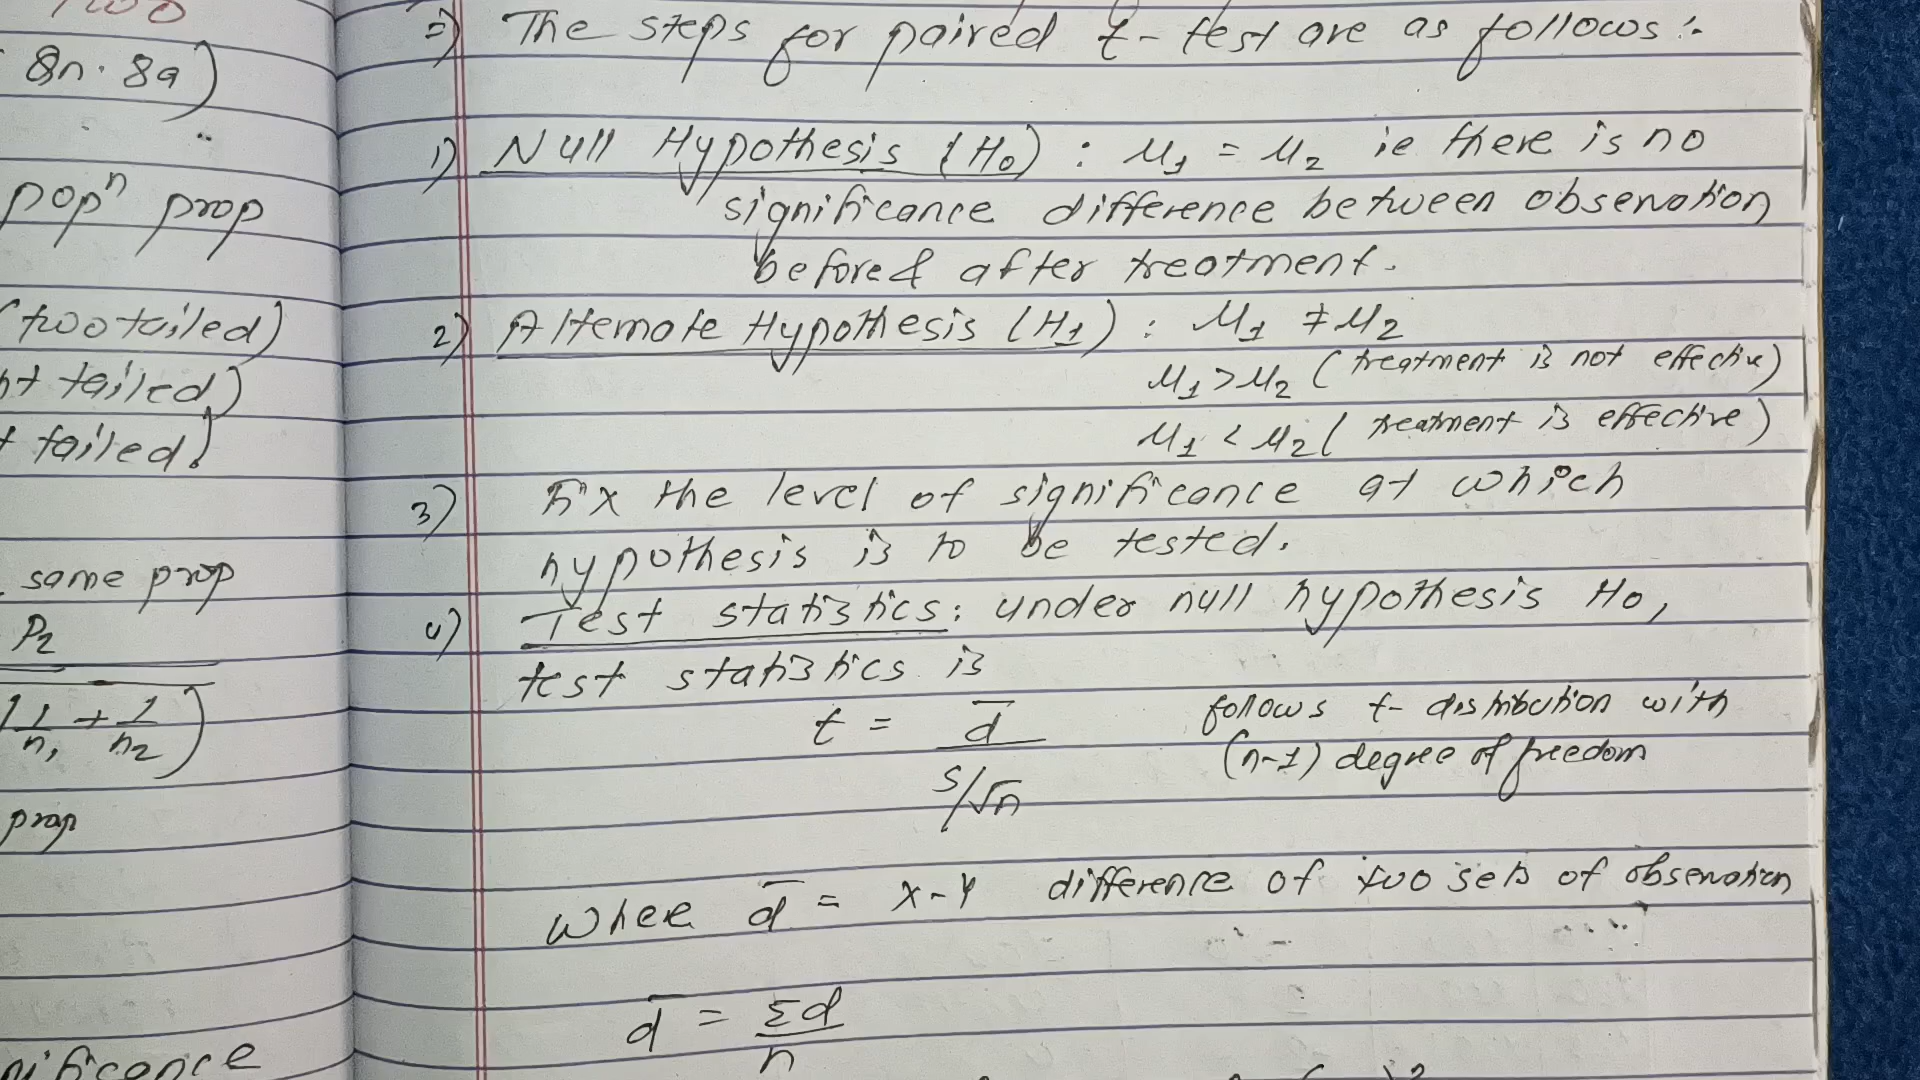 8n. 8a)
popⁿ prop
(two tailed)
ht tailed)
t tailed)
same prop
P2
1/n1 + 1/n2)
prop
nificance
=) The steps for paired t-test are as follows :-
1) Null Hypothesis (H0) : μ1 = μ2 ie there is no
significance difference between observation
before & after treatment.
2) Alternate Hypothesis (H1) : μ1 ≠ μ2
μ1 > μ2 (treatment is not effective)
μ1 < μ2 (treatment is effective)
3) Fix the level of significance at which
hypothesis is to be tested.
4) Test statistics: under null hypothesis H0,
test statistics is
t = d̄ / (s/√n) follows t-distribution with
(n-1) degree of freedom
where d̄ = x-y difference of two sets of observation
d̄ = Σd / n